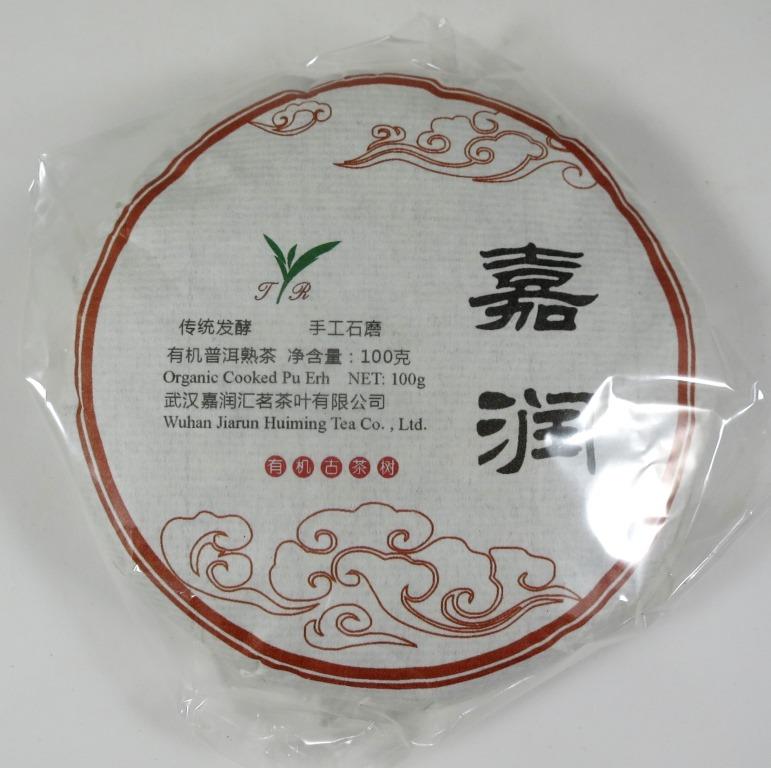 嘉润
T R
传统发酵 手工石磨
有机普洱熟茶 净含量：100克
Organic Cooked Pu Erh NET: 100g
武汉嘉润汇茗茶叶有限公司
Wuhan Jiarun Huiming Tea Co. , Ltd.
有机古茶树